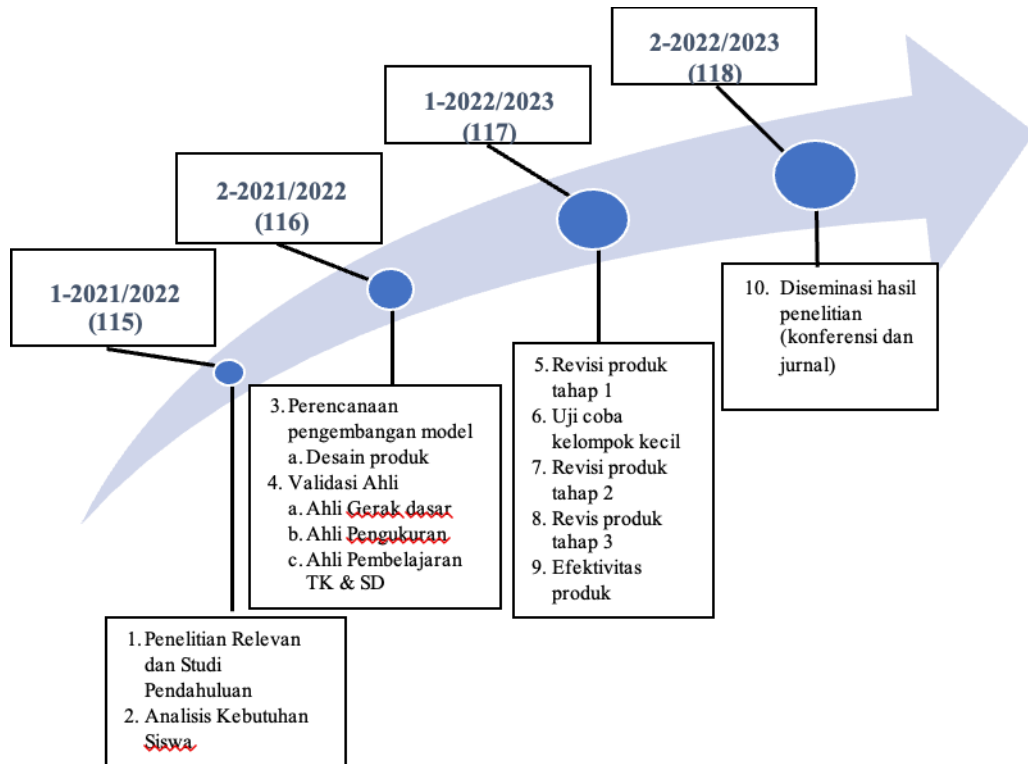 1-2021/2022
(115)
1. Penelitian Relevan
dan Studi
Pendahuluan
2. Analisis Kebutuhan
Siswa
2-2021/2022
(116)
3. Perencanaan
pengembangan model
a. Desain produk
4. Validasi Ahli
a. Ahli Gerak dasar
b. Ahli Pengukuran
c. Ahli Pembelajaran
TK & SD
1-2022/2023
(117)
5. Revisi produk
tahap 1
6. Uji coba
kelompok kecil
7. Revisi produk
tahap 2
8. Revis produk
tahap 3
9. Efektivitas
produk
2-2022/2023
(118)
10. Diseminasi hasil
penelitian
(konferensi dan
jurnal)